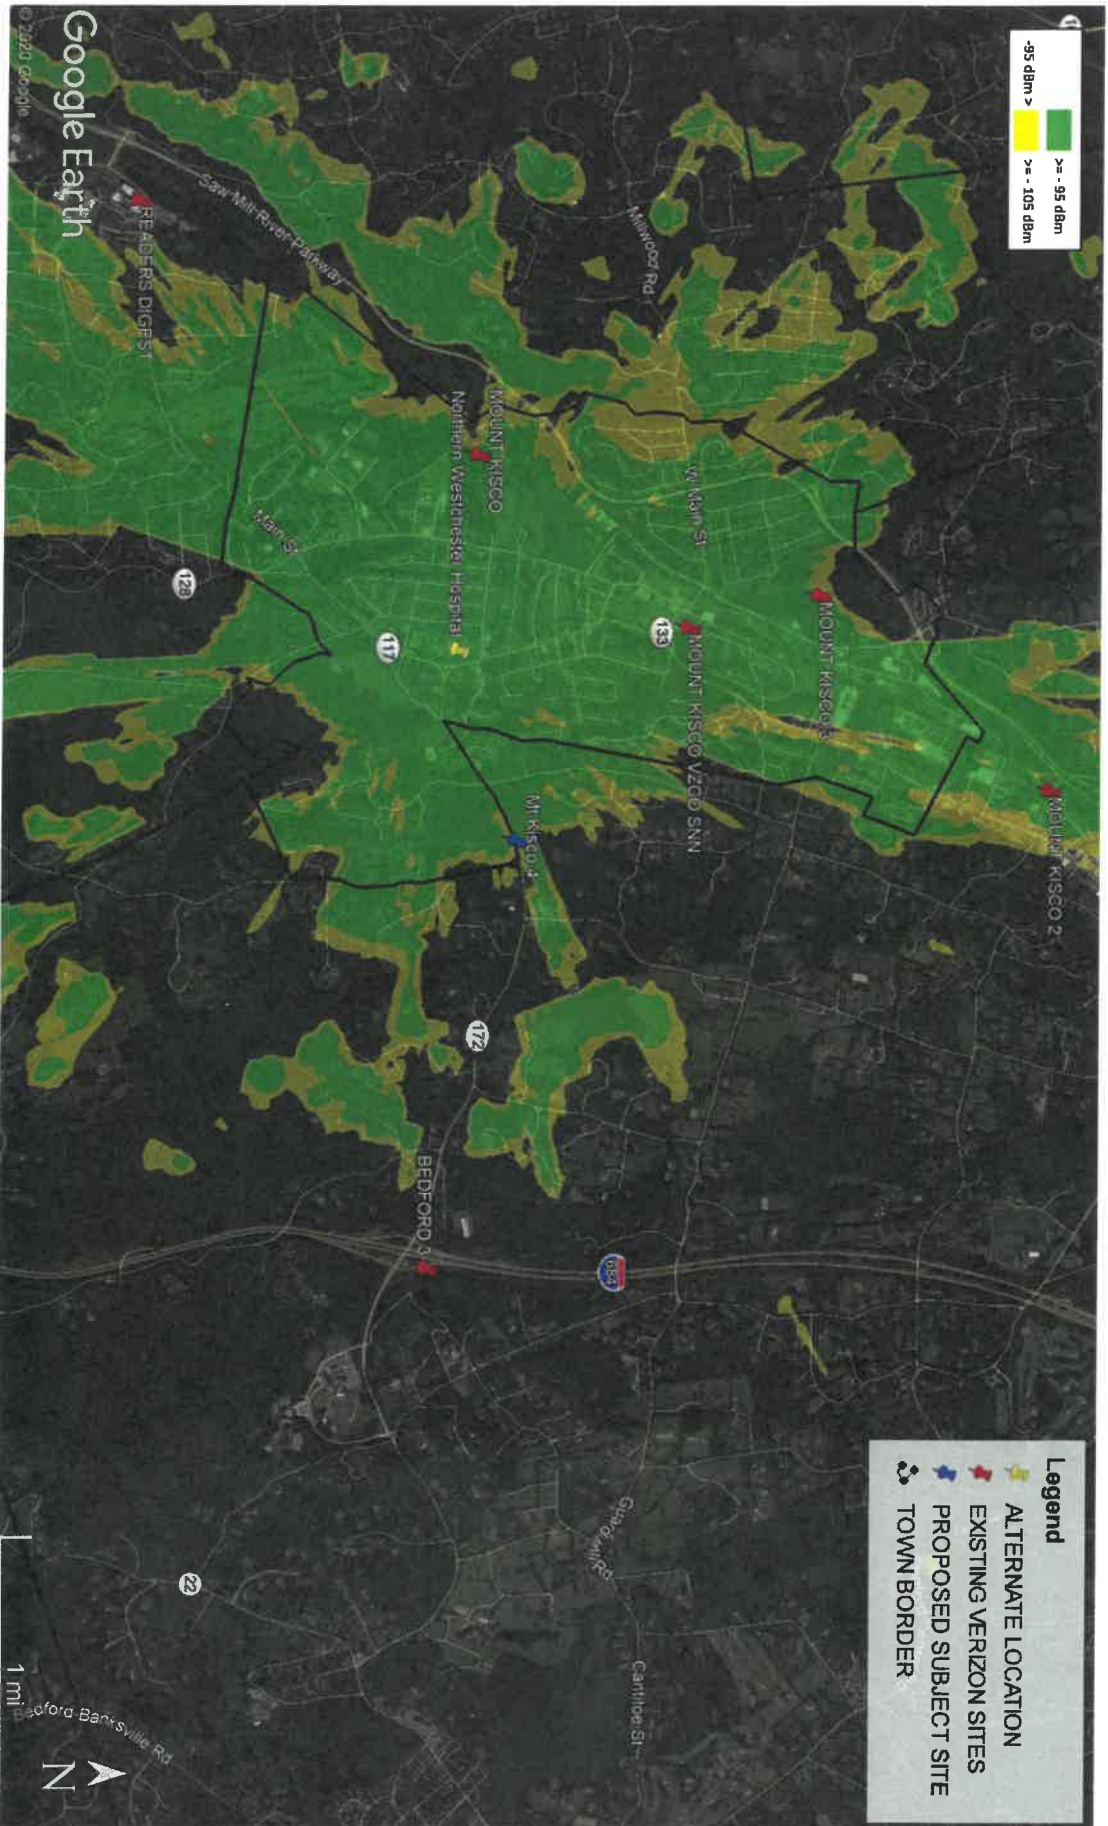 >= - 95 dBm
-95 dBm > >= - 105 dBm
Legend
ALTERNATE LOCATION
EXISTING VERIZON SITES
PROPOSED SUBJECT SITE
TOWN BORDER
MOUNT KISCO 2
MOUNT KISCO 3
MOUNT KISCO VZCO SNN
133
W Main St
Millwood Rd
Mt Kisco 4
MOUNT KISCO
Northern Westchester Hospital
117
172
BEDFORD 3
684
Guard Hill Rd
Cantitoe St
Main St
128
Saw Mill River Parkway
READERS DIGEST
22
Bedford-Banksville Rd
Google Earth
© 2020 Google
1 mi
N